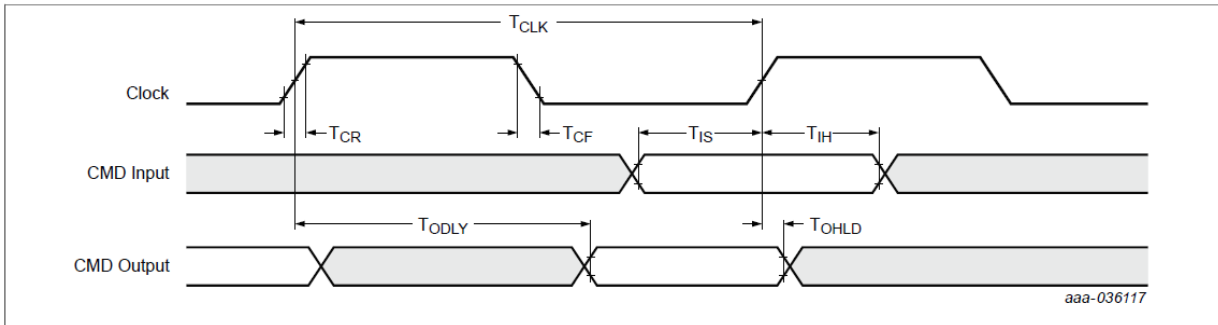 TCLK
Clock
TCR
TCF
TIS
TIH
CMD Input
TODLY
TOHLD
CMD Output
aaa-036117